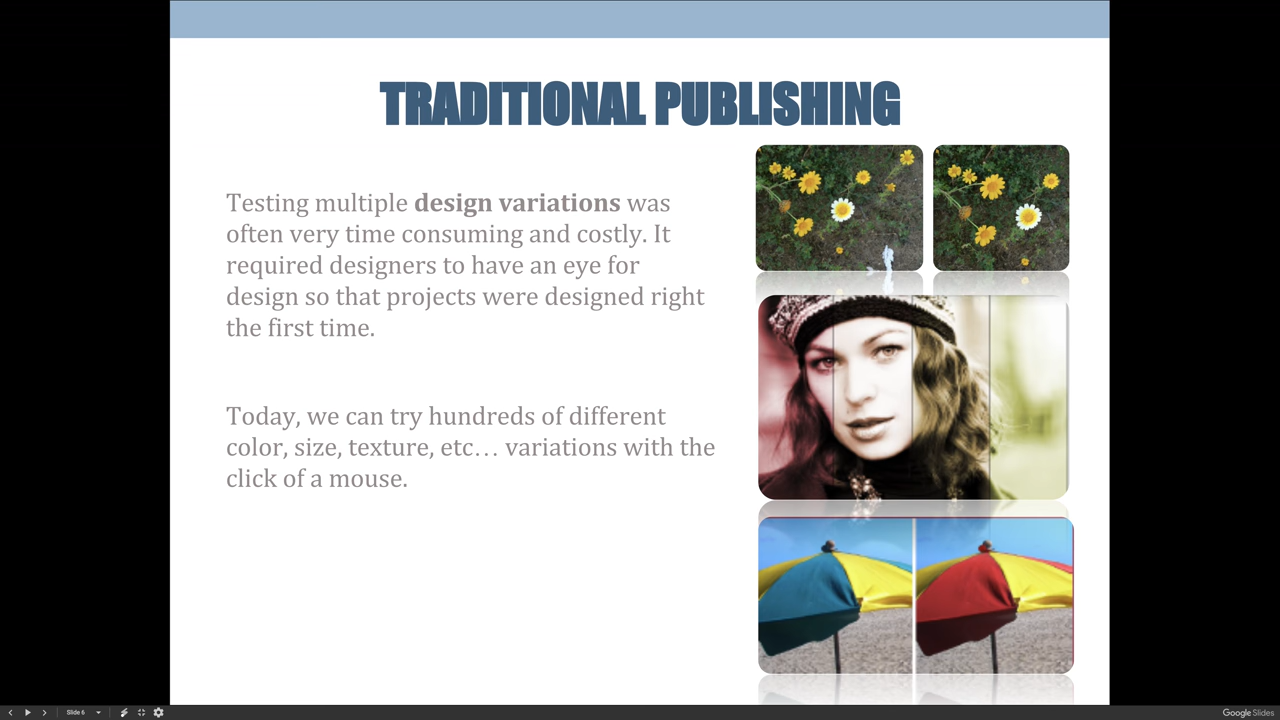 TRADITIONAL PUBLISHING
Testing multiple design variations was
often very time consuming and costly. It
required designers to have an eye for
design so that projects were designed right
the first time.
Today, we can try hundreds of different
color, size, texture, etc… variations with the
click of a mouse.
Slide 6
Google Slides